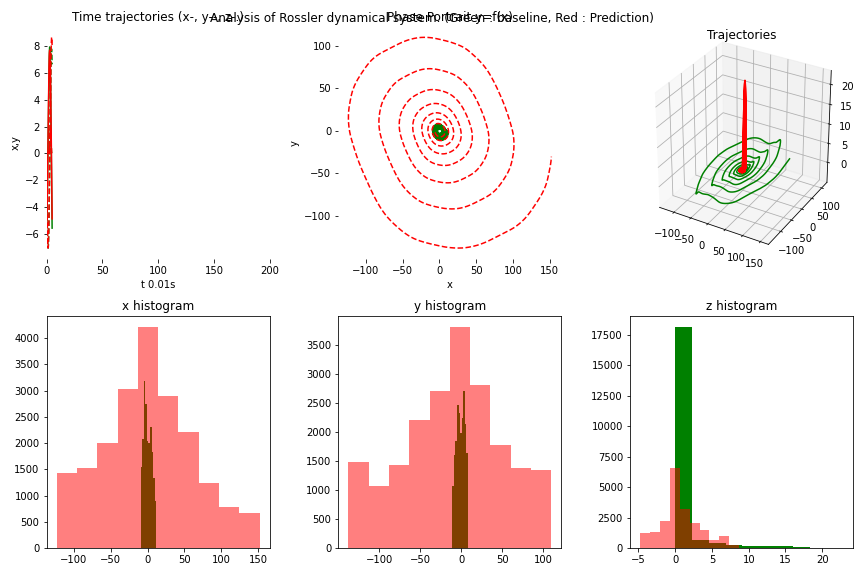 Analysis of Rossler dynamical system. (Green= baseline, Red : Prediction)
Time trajectories (x-, y--, z-.)
8
6
4
2
0
−2
−4
−6
x,y
0 50 100 150 200
t 0.01s
Phase Portrait y=f(x)
100
50
0
−50
−100
y
−100 −50 0 50 100 150
x
Trajectories
20
15
10
5
0
−100 −50 0 50 100 150
−100 −50 0 50 100
x histogram
4000
3500
3000
2500
2000
1500
1000
500
0
−100 −50 0 50 100 150
y histogram
3500
3000
2500
2000
1500
1000
500
0
−100 −50 0 50 100
z histogram
17500
15000
12500
10000
7500
5000
2500
0
−5 0 5 10 15 20